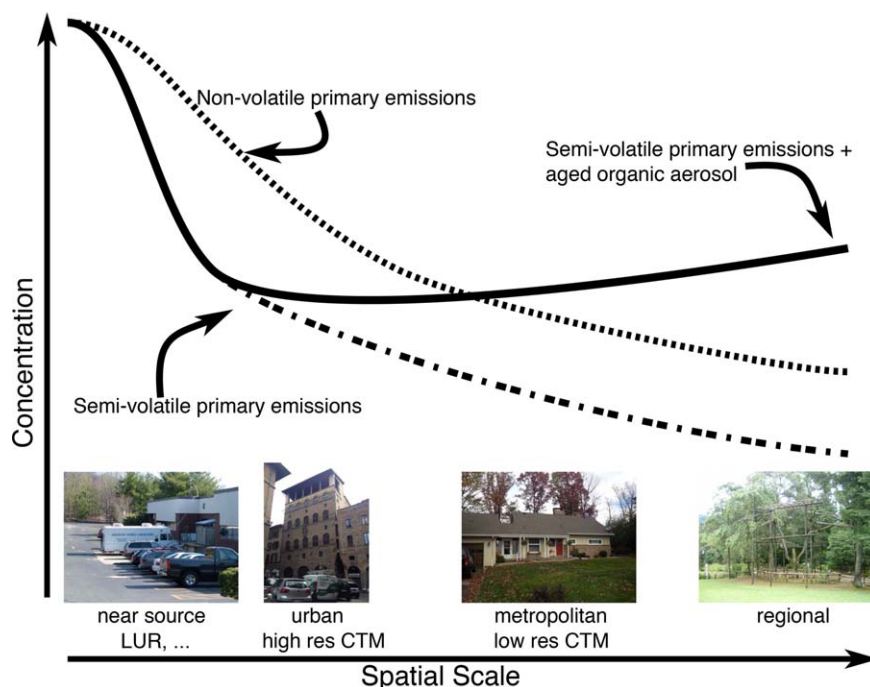 Non-volatile primary emissions
Semi-volatile primary emissions +
aged organic aerosol
Concentration
Semi-volatile primary emissions
near source
LUR, ...
urban
high res CTM
metropolitan
low res CTM
regional
Spatial Scale